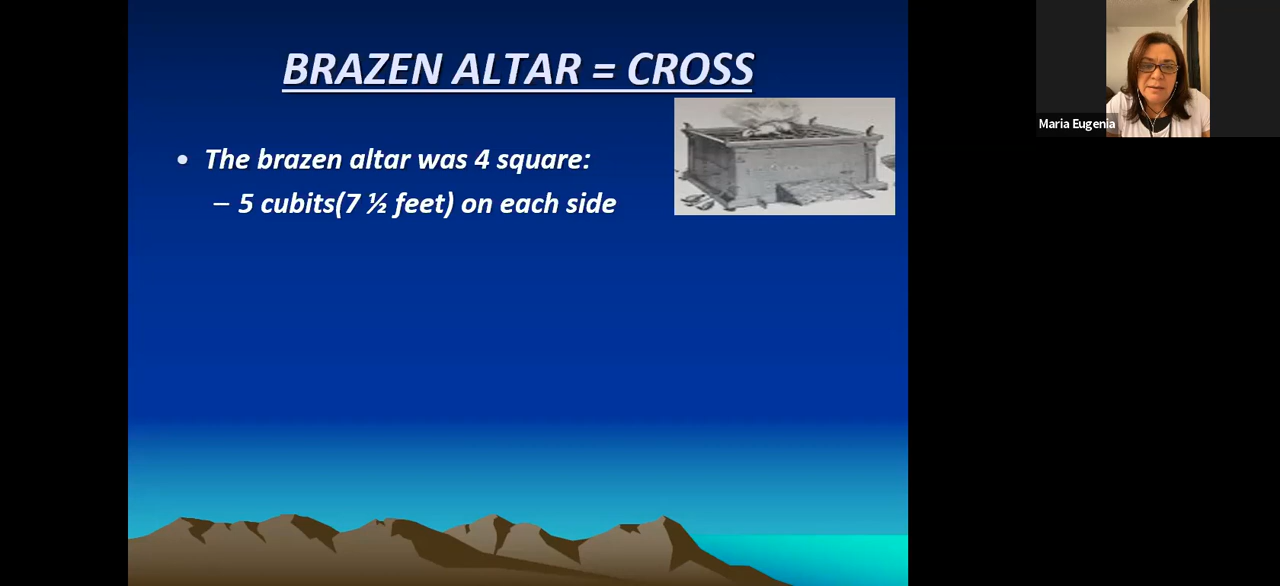 BRAZEN ALTAR = CROSS
• The brazen altar was 4 square:
– 5 cubits(7 ½ feet) on each side
Maria Eugenia